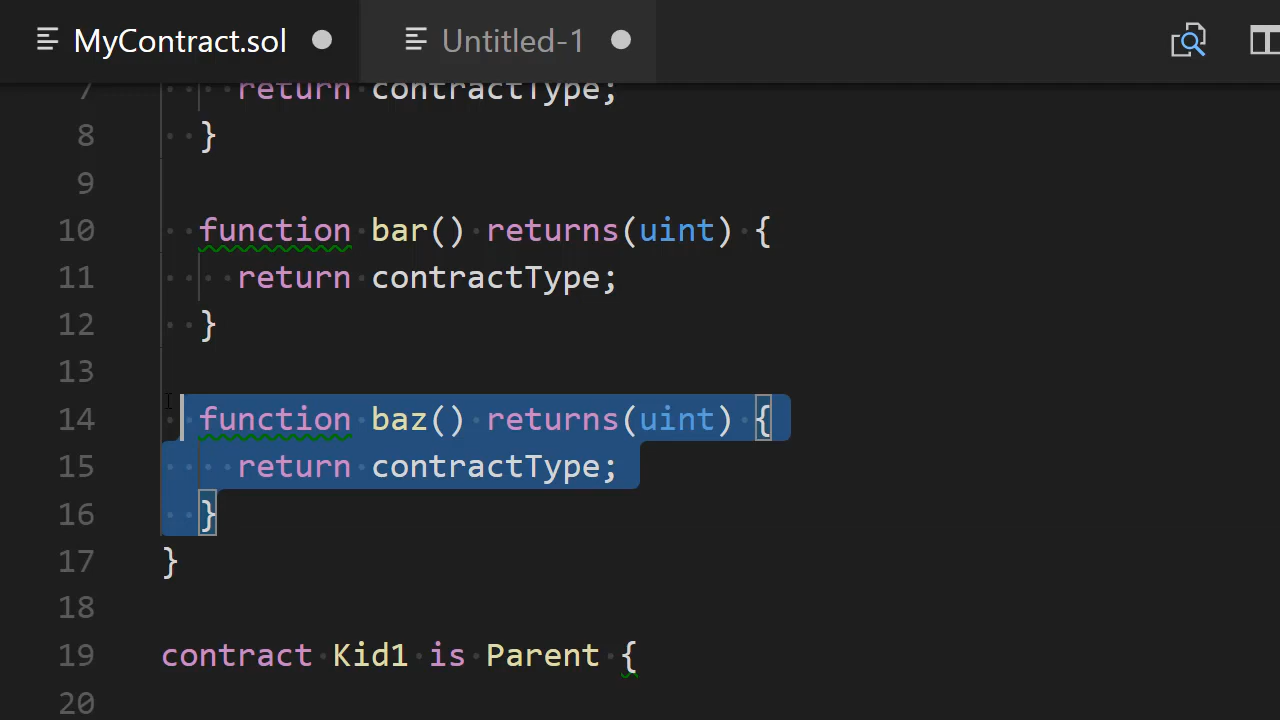 MyContract.sol
Untitled-1
7 return contractType;
8 }
9
10 function bar() returns(uint) {
11 return contractType;
12 }
13
14 function baz() returns(uint) {
15 return contractType;
16 }
17 }
18
19 contract Kid1 is Parent {
20